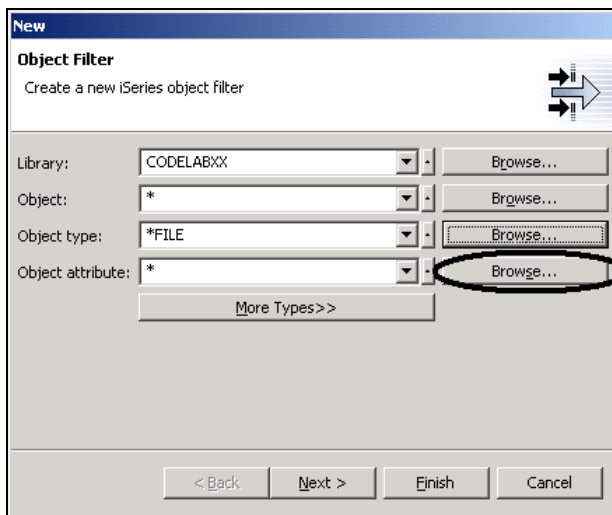 New
Object Filter
Create a new iSeries object filter
Library: CODELABXX Browse...
Object: * Browse...
Object type: *FILE Browse...
Object attribute: * Browse...
More Types>>
< Back Next > Finish Cancel